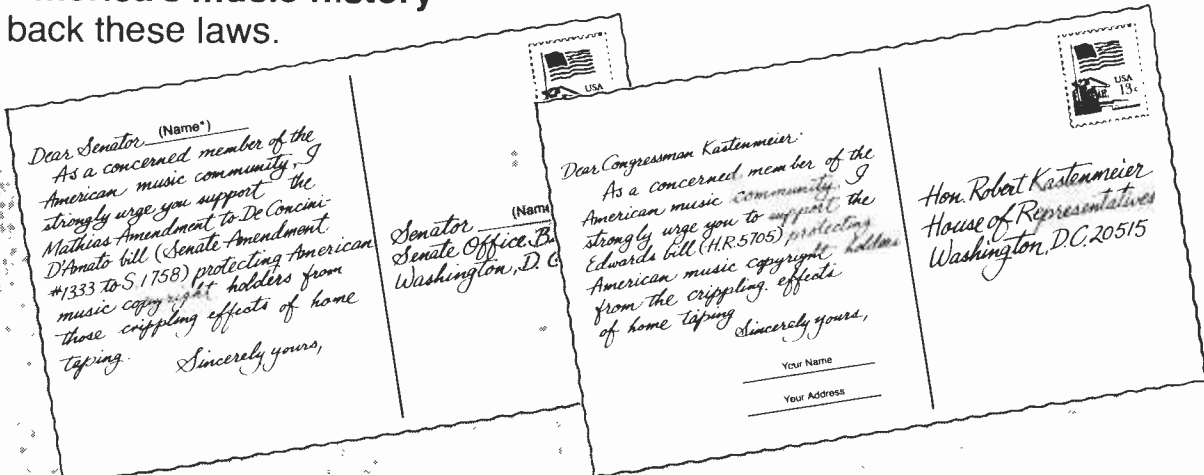 back these laws.
Dear Senator (Name*)
As a concerned member of the
American music community, I
strongly urge you support the
Mathias Amendment to De Concini-
D'Amato bill (Senate Amendment
#1333 to S.1758) protecting American
music copyright holders from
those crippling effects of home
taping.
Sincerely yours,
USA
Senator (Nam
Senate Office B
Washington, D. C
Dear Congressman Kastenmeier:
As a concerned member of the
American music community, I
strongly urge you to support the
Edwards bill (H.R.5705) protecting
American music copyright holders
from the crippling effects
of home taping
Sincerely yours,
Your Name
Your Address
USA
13c
Hon. Robert Kastenmeier
House of Representatives
Washington, D.C. 20515